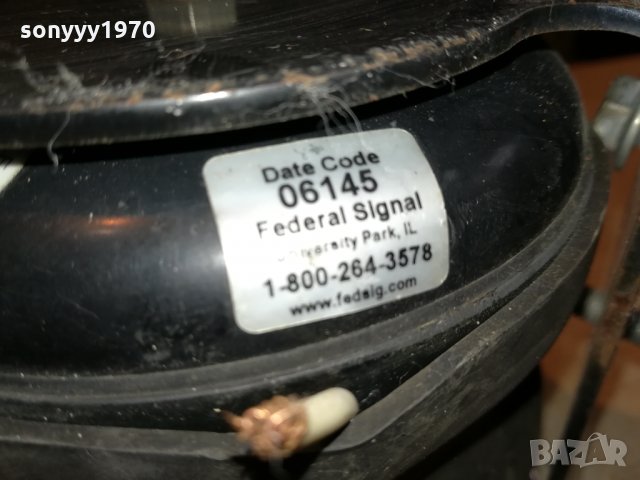 sonyyy1970
Date Code
06145
Federal Signal
University Park, IL
1-800-264-3578
www.fedsig.com
BAZAR